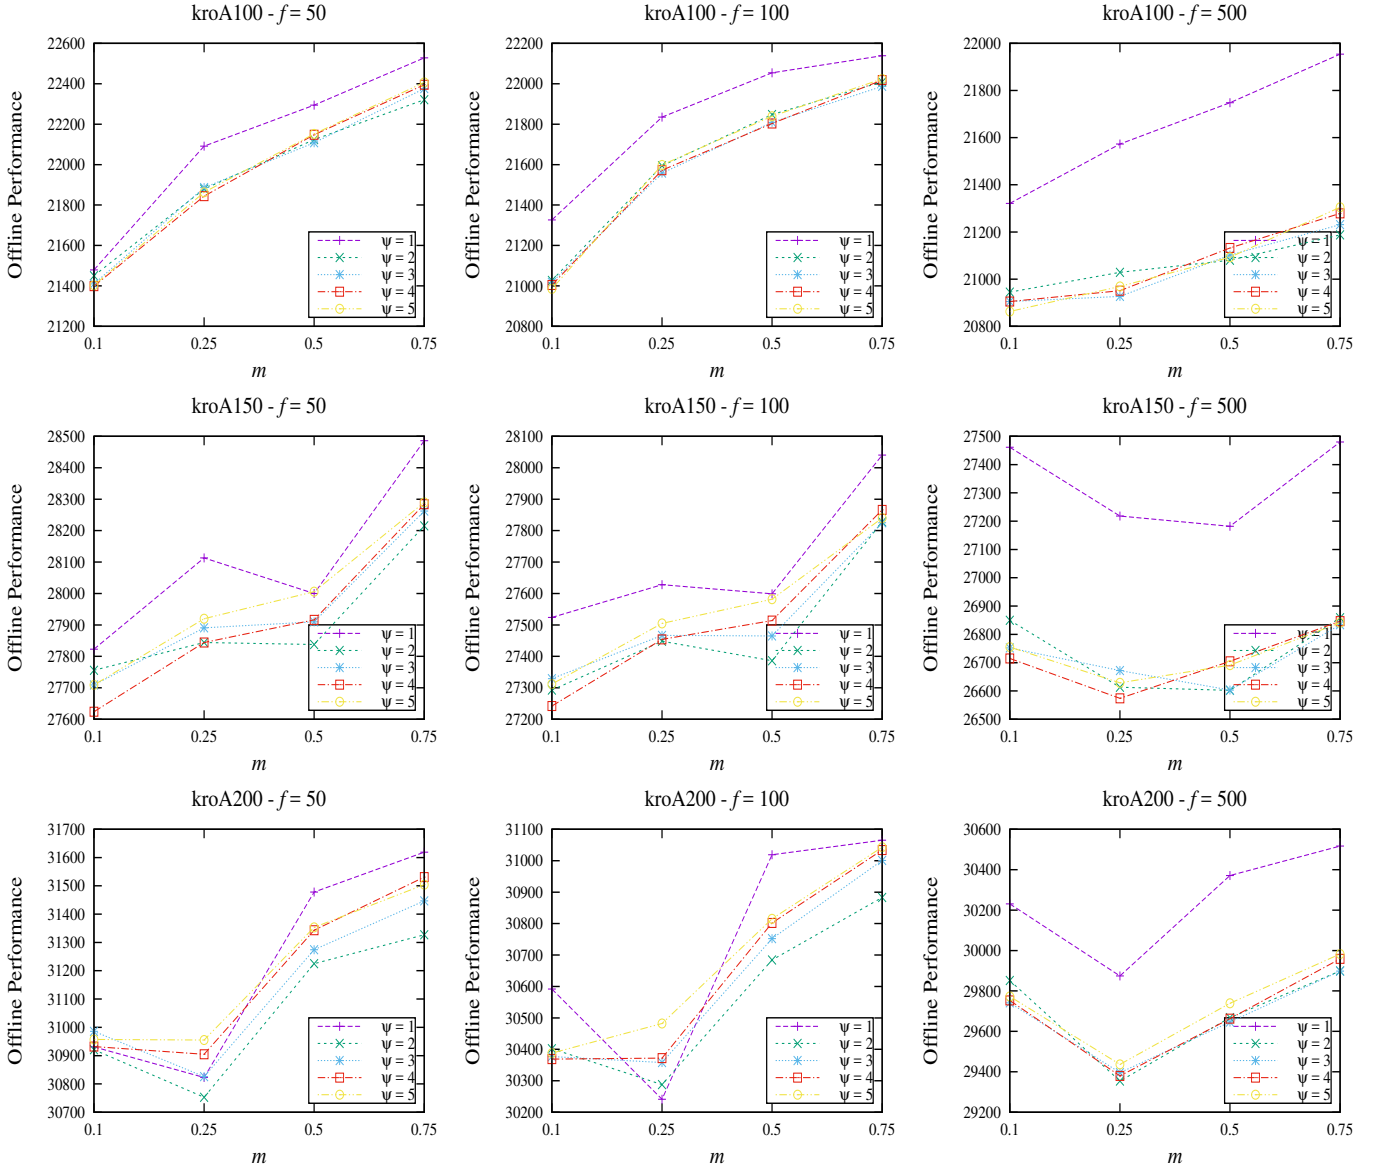 kroA100 - f = 50
22600
22400
22200
22000
21800
21600
21400
21200
Offline Performance
0.1 0.25 0.5 0.75
m
ψ = 1
ψ = 2
ψ = 3
ψ = 4
ψ = 5
kroA100 - f = 100
22200
22000
21800
21600
21400
21200
21000
20800
Offline Performance
0.1 0.25 0.5 0.75
m
ψ = 1
ψ = 2
ψ = 3
ψ = 4
ψ = 5
kroA100 - f = 500
22000
21800
21600
21400
21200
21000
20800
Offline Performance
0.1 0.25 0.5 0.75
m
ψ = 1
ψ = 2
ψ = 3
ψ = 4
ψ = 5
kroA150 - f = 50
28500
28400
28300
28200
28100
28000
27900
27800
27700
27600
Offline Performance
0.1 0.25 0.5 0.75
m
ψ = 1
ψ = 2
ψ = 3
ψ = 4
ψ = 5
kroA150 - f = 100
28100
28000
27900
27800
27700
27600
27500
27400
27300
27200
Offline Performance
0.1 0.25 0.5 0.75
m
ψ = 1
ψ = 2
ψ = 3
ψ = 4
ψ = 5
kroA150 - f = 500
27500
27400
27300
27200
27100
27000
26900
26800
26700
26600
26500
Offline Performance
0.1 0.25 0.5 0.75
m
ψ = 1
ψ = 2
ψ = 3
ψ = 4
ψ = 5
kroA200 - f = 50
31700
31600
31500
31400
31300
31200
31100
31000
30900
30800
30700
Offline Performance
0.1 0.25 0.5 0.75
m
ψ = 1
ψ = 2
ψ = 3
ψ = 4
ψ = 5
kroA200 - f = 100
31100
31000
30900
30800
30700
30600
30500
30400
30300
30200
Offline Performance
0.1 0.25 0.5 0.75
m
ψ = 1
ψ = 2
ψ = 3
ψ = 4
ψ = 5
kroA200 - f = 500
30600
30400
30200
30000
29800
29600
29400
29200
Offline Performance
0.1 0.25 0.5 0.75
m
ψ = 1
ψ = 2
ψ = 3
ψ = 4
ψ = 5